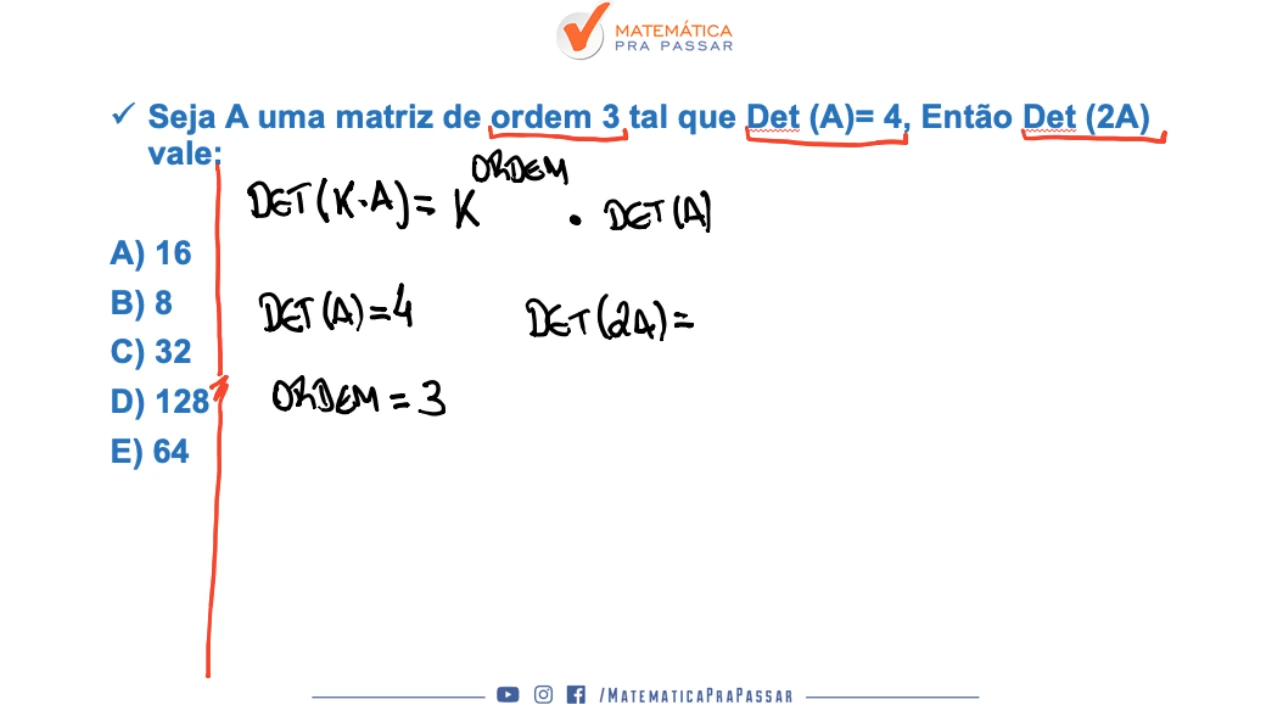 MATEMÁTICA
PRA PASSAR
✓ Seja A uma matriz de ordem 3 tal que Det (A)= 4, Então Det (2A)
vale:
DET(K·A) = K^ORDEM · DET(A)
A) 16
B) 8
DET(A) = 4 DET(2A) =
C) 32
D) 128
ORDEM = 3
E) 64
/MATEMATICAPRAPASSAR